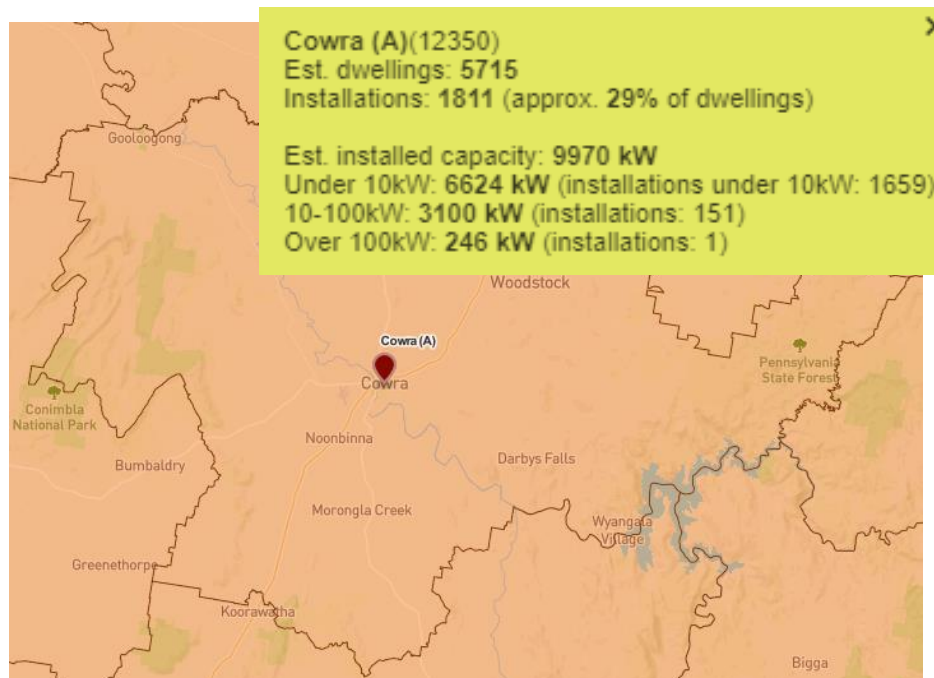 Cowra (A)(12350)
Est. dwellings: 5715
Installations: 1811 (approx. 29% of dwellings)
Est. installed capacity: 9970 kW
Under 10kW: 6624 kW (installations under 10kW: 1659)
10-100kW: 3100 kW (installations: 151)
Over 100kW: 246 kW (installations: 1)
Gooloogong
Woodstock
Cowra (A)
Cowra
Pennsylvania
State Forest
Conimbla
National Park
Noonbinna
Bumbaldry
Darbys Falls
Morongla Creek
Wyangala
Village
Greenethorpe
Koorawatha
Bigga